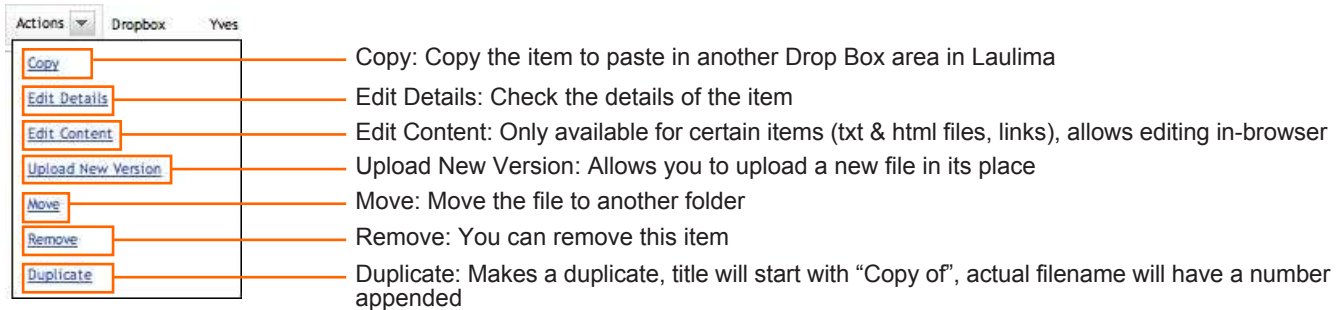 Actions Dropbox Yves
Copy Copy: Copy the item to paste in another Drop Box area in Laulima
Edit Details Edit Details: Check the details of the item
Edit Content Edit Content: Only available for certain items (txt & html files, links), allows editing in-browser
Upload New Version Upload New Version: Allows you to upload a new file in its place
Move Move: Move the file to another folder
Remove Remove: You can remove this item
Duplicate Duplicate: Makes a duplicate, title will start with “Copy of”, actual filename will have a number
appended